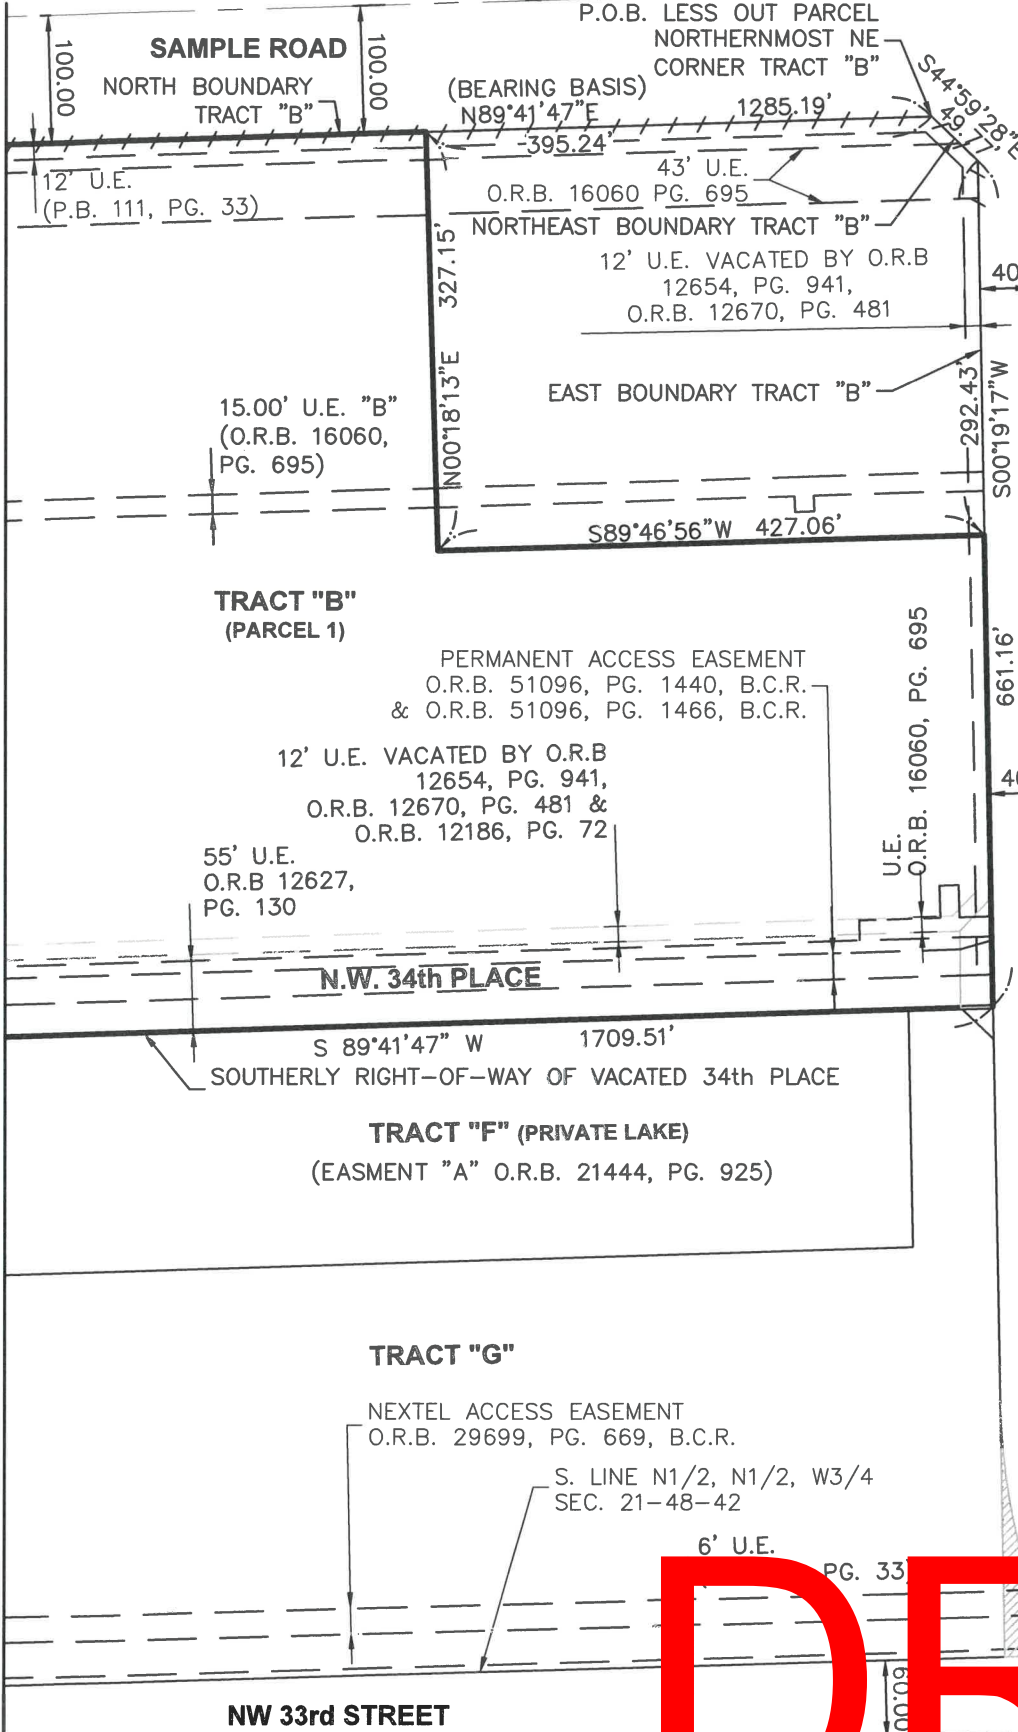 P.O.B. LESS OUT PARCEL
NORTHERNMOST NE
CORNER TRACT "B"
100.00
SAMPLE ROAD
100.00
NORTH BOUNDARY
TRACT "B"
(BEARING BASIS)
N89°41'47"E
1285.19'
S44°59'28"E
49.77'
395.24'
12' U.E.
(P.B. 111, PG. 33)
43' U.E.
O.R.B. 16060 PG. 695
NORTHEAST BOUNDARY TRACT "B"
12' U.E. VACATED BY O.R.B
12654, PG. 941,
O.R.B. 12670, PG. 481
N00°18'13"E 327.15'
EAST BOUNDARY TRACT "B"
292.43'
S00°19'17"W
15.00' U.E. "B"
(O.R.B. 16060,
PG. 695)
S89°46'56"W 427.06'
TRACT "B"
(PARCEL 1)
PERMANENT ACCESS EASEMENT
O.R.B. 51096, PG. 1440, B.C.R.
& O.R.B. 51096, PG. 1466, B.C.R.
661.16'
U.E.
O.R.B. 16060, PG. 695
12' U.E. VACATED BY O.R.B
12654, PG. 941,
O.R.B. 12670, PG. 481 &
O.R.B. 12186, PG. 72
55' U.E.
O.R.B 12627,
PG. 130
N.W. 34th PLACE
S 89°41'47" W 1709.51'
SOUTHERLY RIGHT-OF-WAY OF VACATED 34th PLACE
TRACT "F" (PRIVATE LAKE)
(EASMENT "A" O.R.B. 21444, PG. 925)
TRACT "G"
NEXTEL ACCESS EASEMENT
O.R.B. 29699, PG. 669, B.C.R.
S. LINE N1/2, N1/2, W3/4
SEC. 21-48-42
6' U.E.
PG. 33)
60.00
NW 33rd STREET